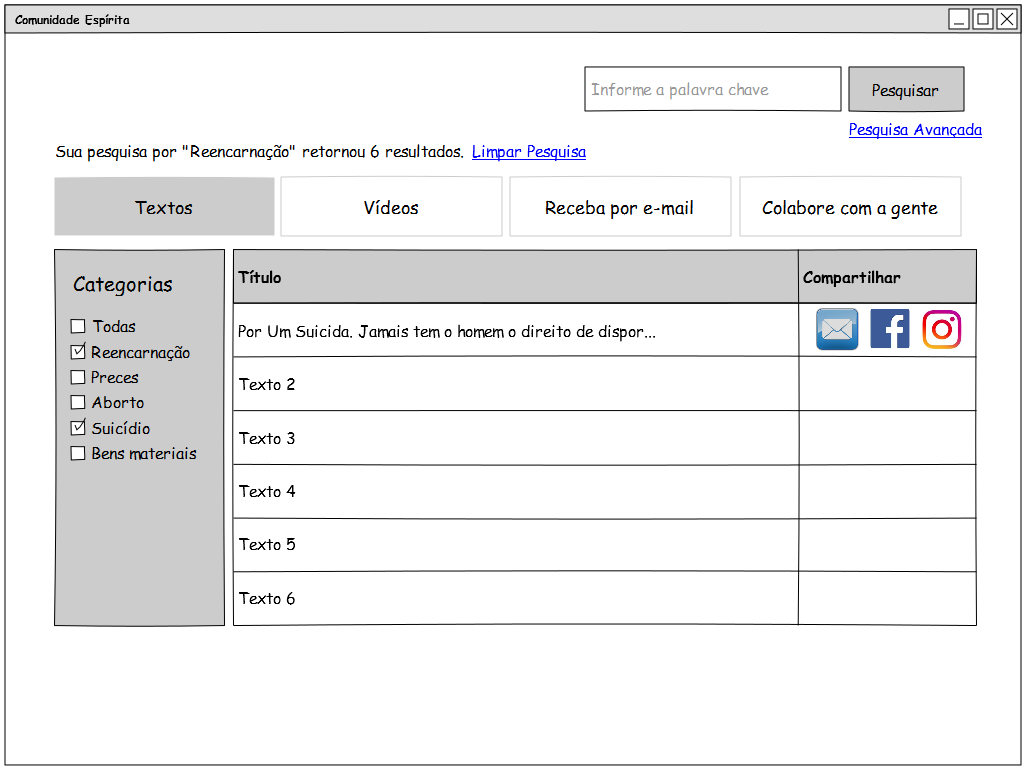 Comunidade Espírita
Informe a palavra chave
Pesquisar
Pesquisa Avançada
Sua pesquisa por "Reencarnação" retornou 6 resultados. Limpar Pesquisa
Textos
Vídeos
Receba por e-mail
Colabore com a gente
Categorias
Todas
Reencarnação
Preces
Aborto
Suicídio
Bens materiais
Título
Compartilhar
Por Um Suicida. Jamais tem o homem o direito de dispor...
Texto 2
Texto 3
Texto 4
Texto 5
Texto 6